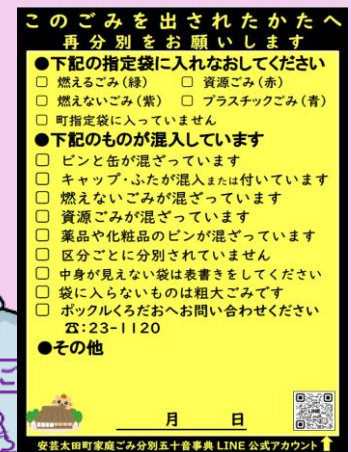 このごみを出されたかたへ
再分別をお願いします
●下記の指定袋に入れなおしてください
□ 燃えるごみ(緑) □ 資源ごみ(赤)
□ 燃えないごみ(紫) □ プラスチックごみ(青)
□ 町指定袋に入っていません
●下記のものが混入しています
□ ビンと缶が混ざっています
□ キャップ・ふたが混入または付いています
□ 燃えないごみが混ざっています
□ 資源ごみが混ざっています
□ 薬品や化粧品のビンが混ざっています
□ 区分ごとに分別されていません
□ 中身が見えない袋は表書きをしてください
□ 袋に入らないものは粗大ごみです
□ ポックルくろだおへお問い合わせください
☎:23-1120
●その他
月 日
安芸太田町家庭ごみ分別五十音事典 LINE 公式アカウント⬆